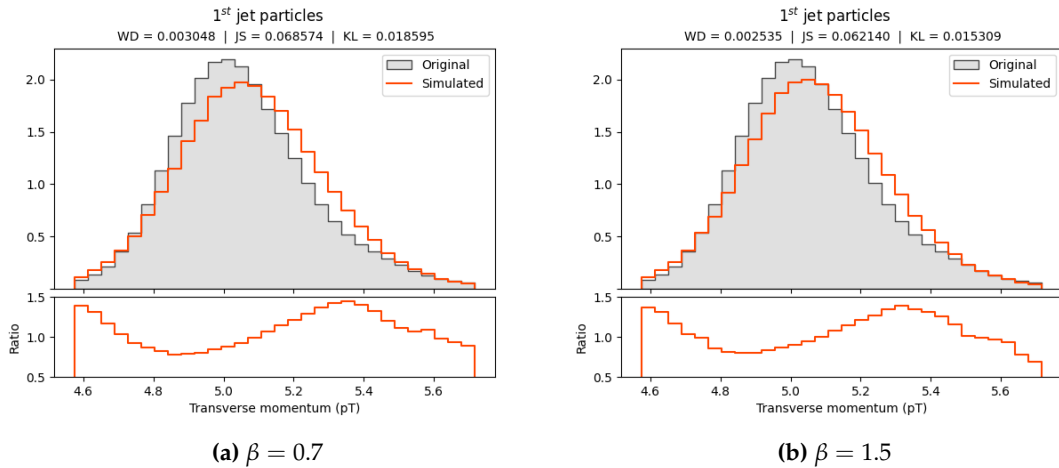 1st jet particles
WD = 0.003048 | JS = 0.068574 | KL = 0.018595
Original
Simulated
2.0
1.5
1.0
0.5
1.5
1.0
0.5
Ratio
4.6 4.8 5.0 5.2 5.4 5.6
Transverse momentum (pT)
(a) β = 0.7
1st jet particles
WD = 0.002535 | JS = 0.062140 | KL = 0.015309
Original
Simulated
2.0
1.5
1.0
0.5
1.5
1.0
0.5
Ratio
4.6 4.8 5.0 5.2 5.4 5.6
Transverse momentum (pT)
(b) β = 1.5